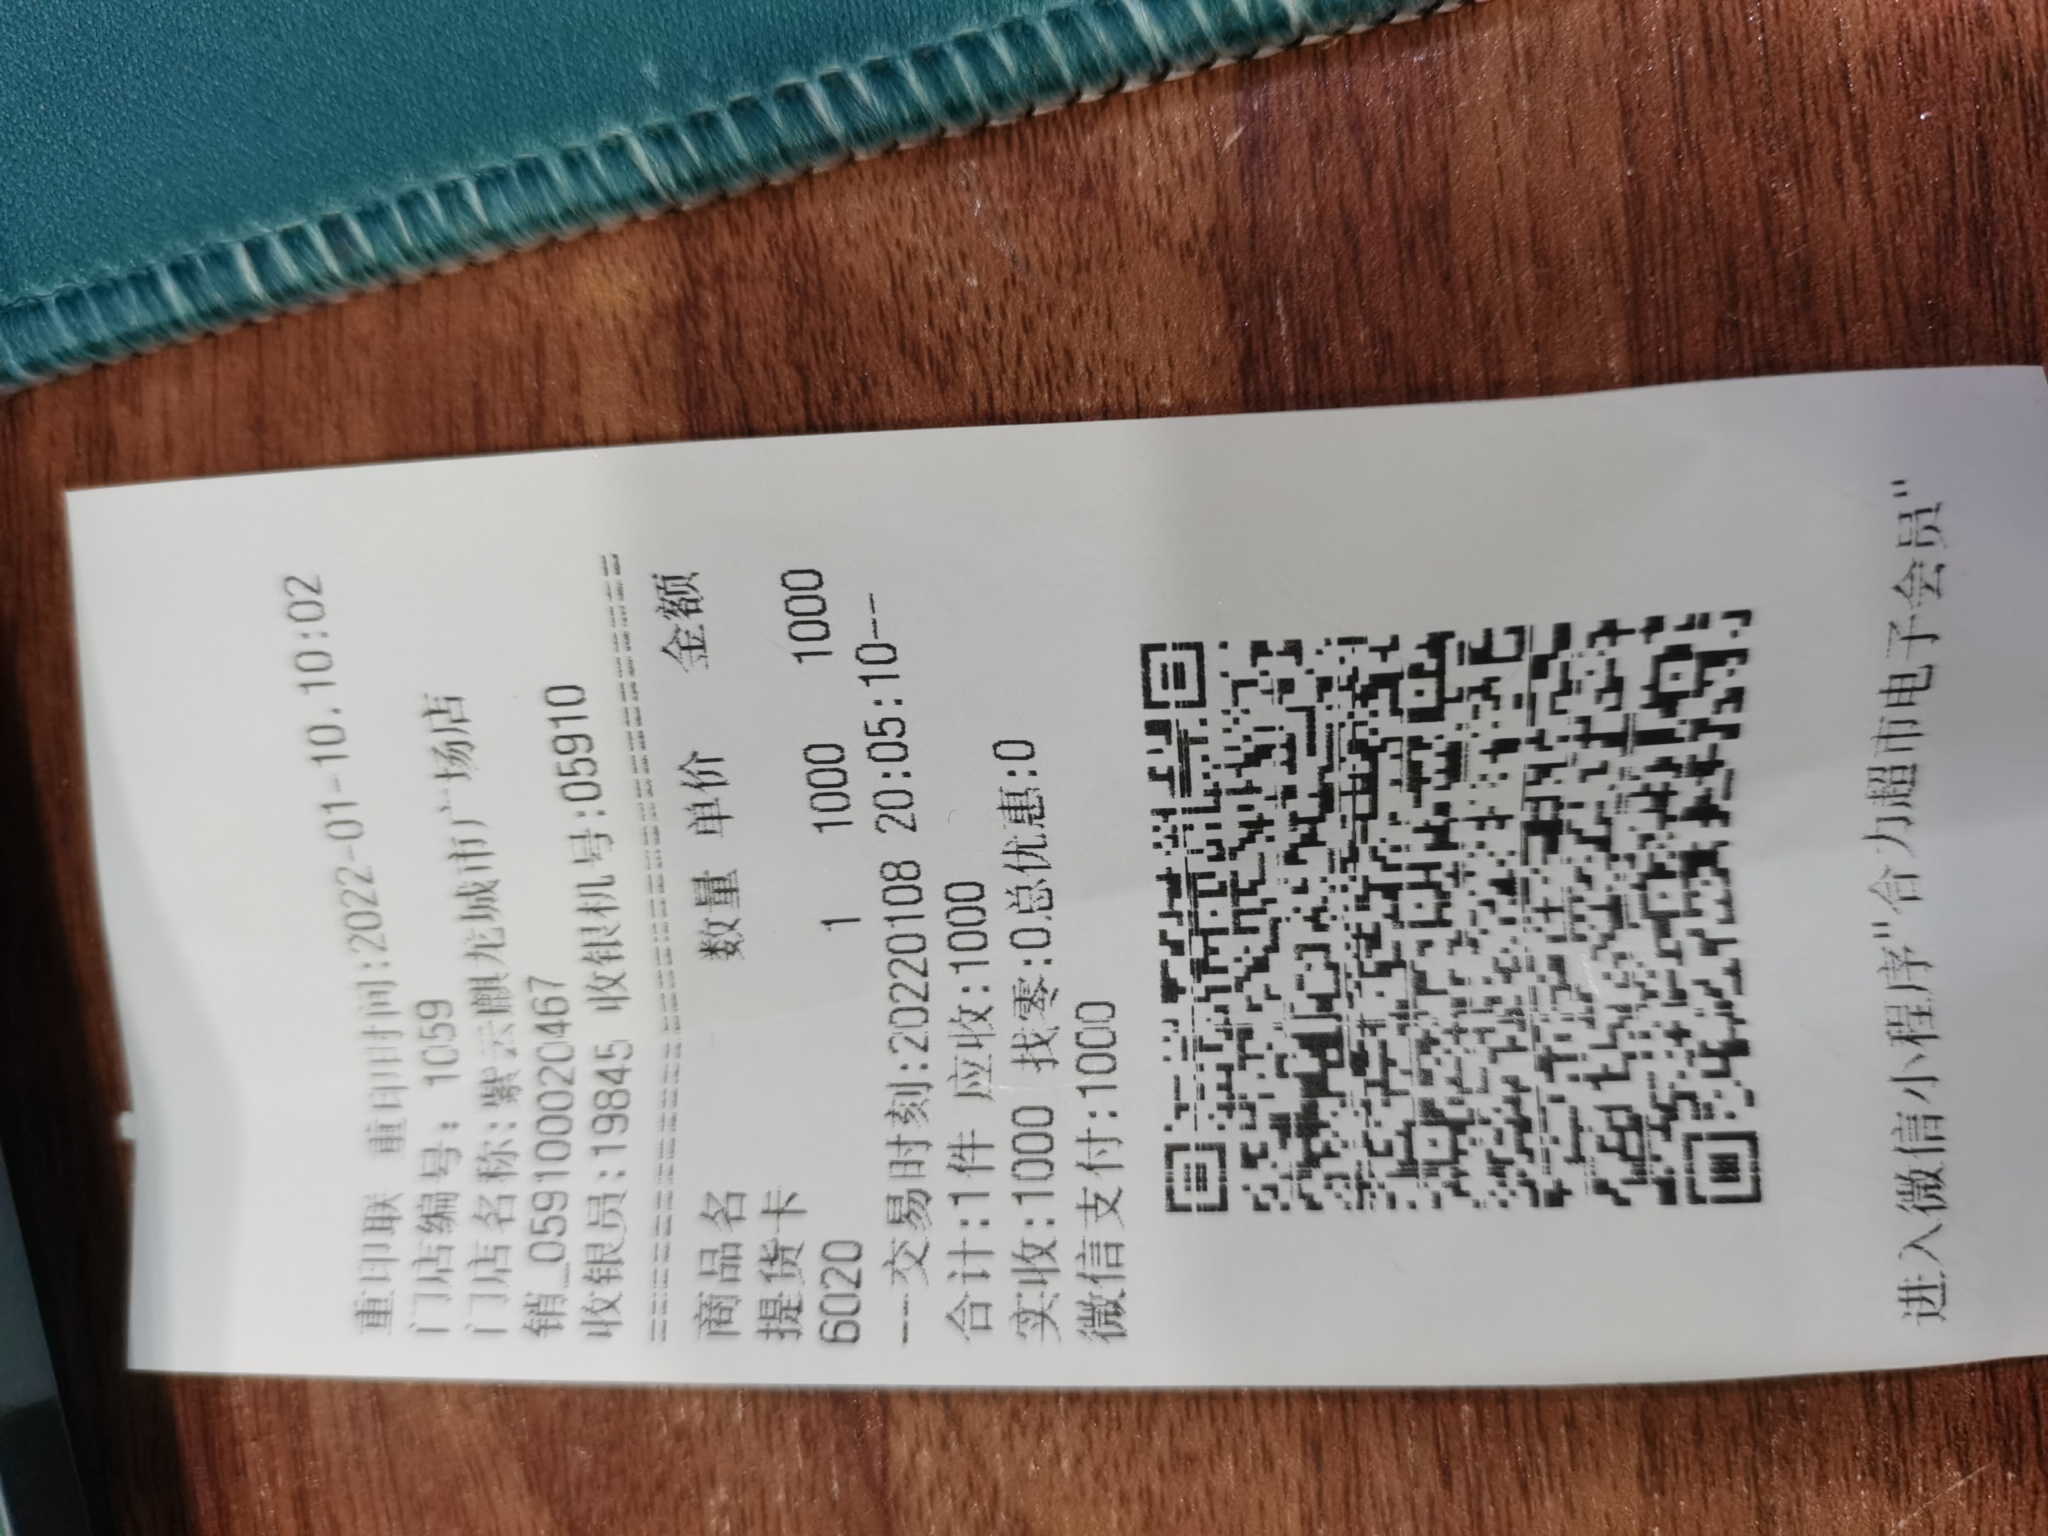 重印联 重印时间:2022-01-10.10:02
门店编号: 1059
门店名称:紫云麒龙城市广场店
销_0591000020467
收银员:19845 收银机号:05910
商品名 数量 单价 金额
提货卡
6020 1 1000 1000
--交易时刻:20220108 20:05:10--
合计:1件 应收:1000
实收:1000 找零:0总优惠:0
微信支付:1000
进入微信小程序"合力超市电子会员"